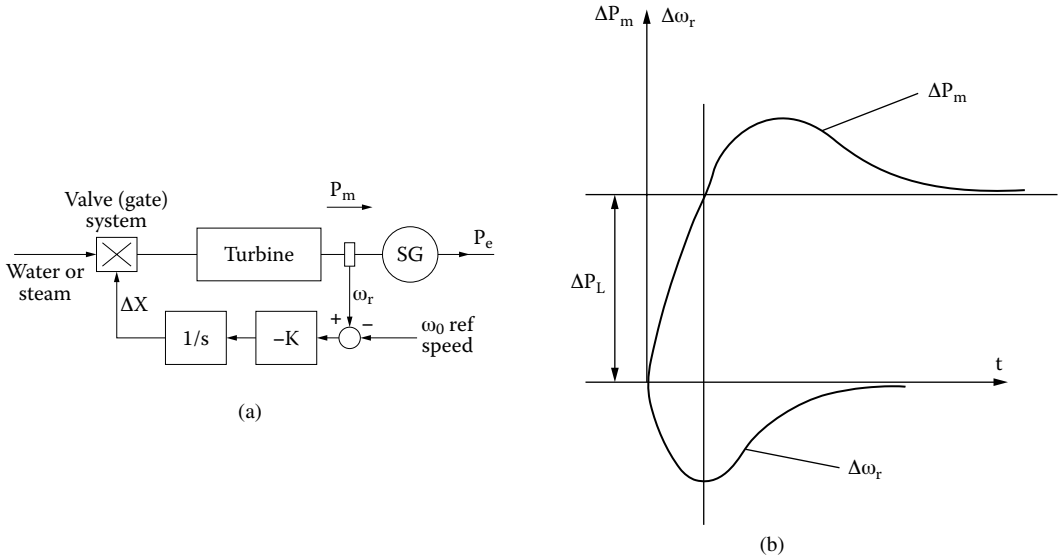 Valve (gate)
system
Water or
steam
Turbine
P_m
SG
P_e
ω_r
ΔX
1/s
–K
+
–
ω_0 ref
speed
(a)
ΔP_m
Δω_r
ΔP_m
ΔP_L
t
Δω_r
(b)